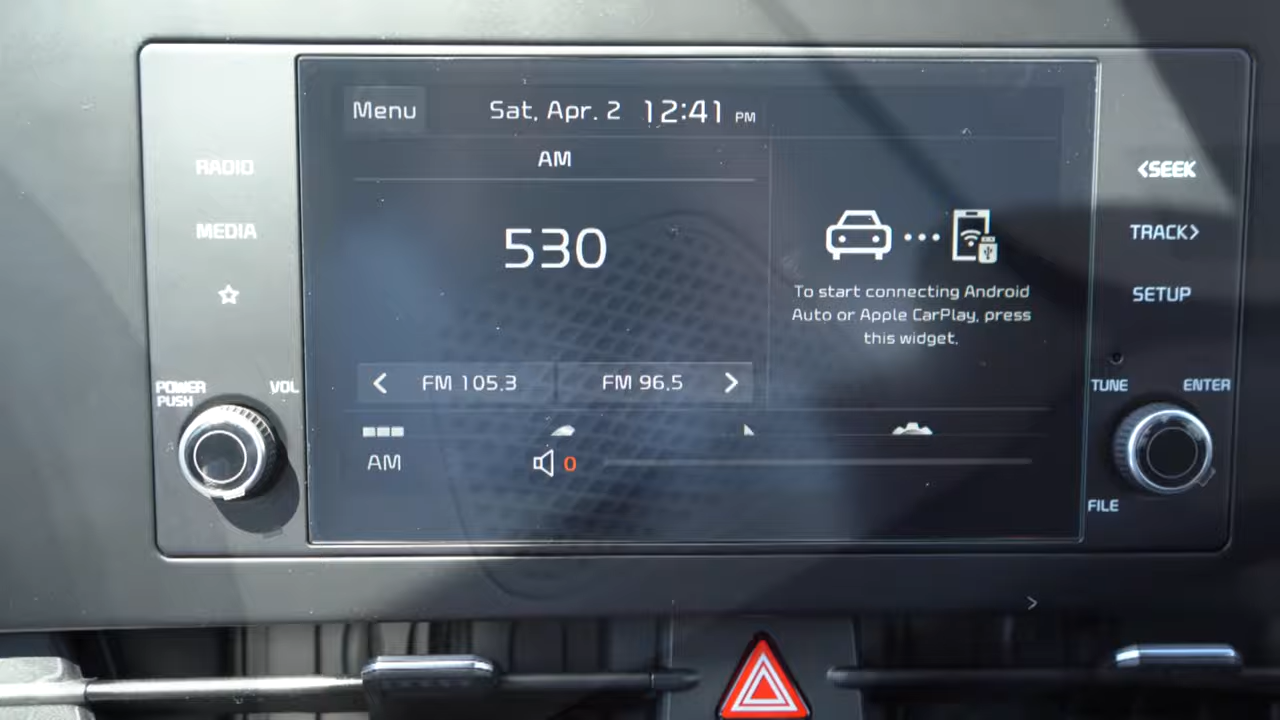 Menu
Sat, Apr. 2 12:41 PM
AM
530
To start connecting Android
Auto or Apple CarPlay, press
this widget.
< FM 105.3
FM 96.5 >
AM
0
RADIO
MEDIA
POWER
PUSH
VOL
<SEEK
TRACK>
SETUP
TUNE
ENTER
FILE